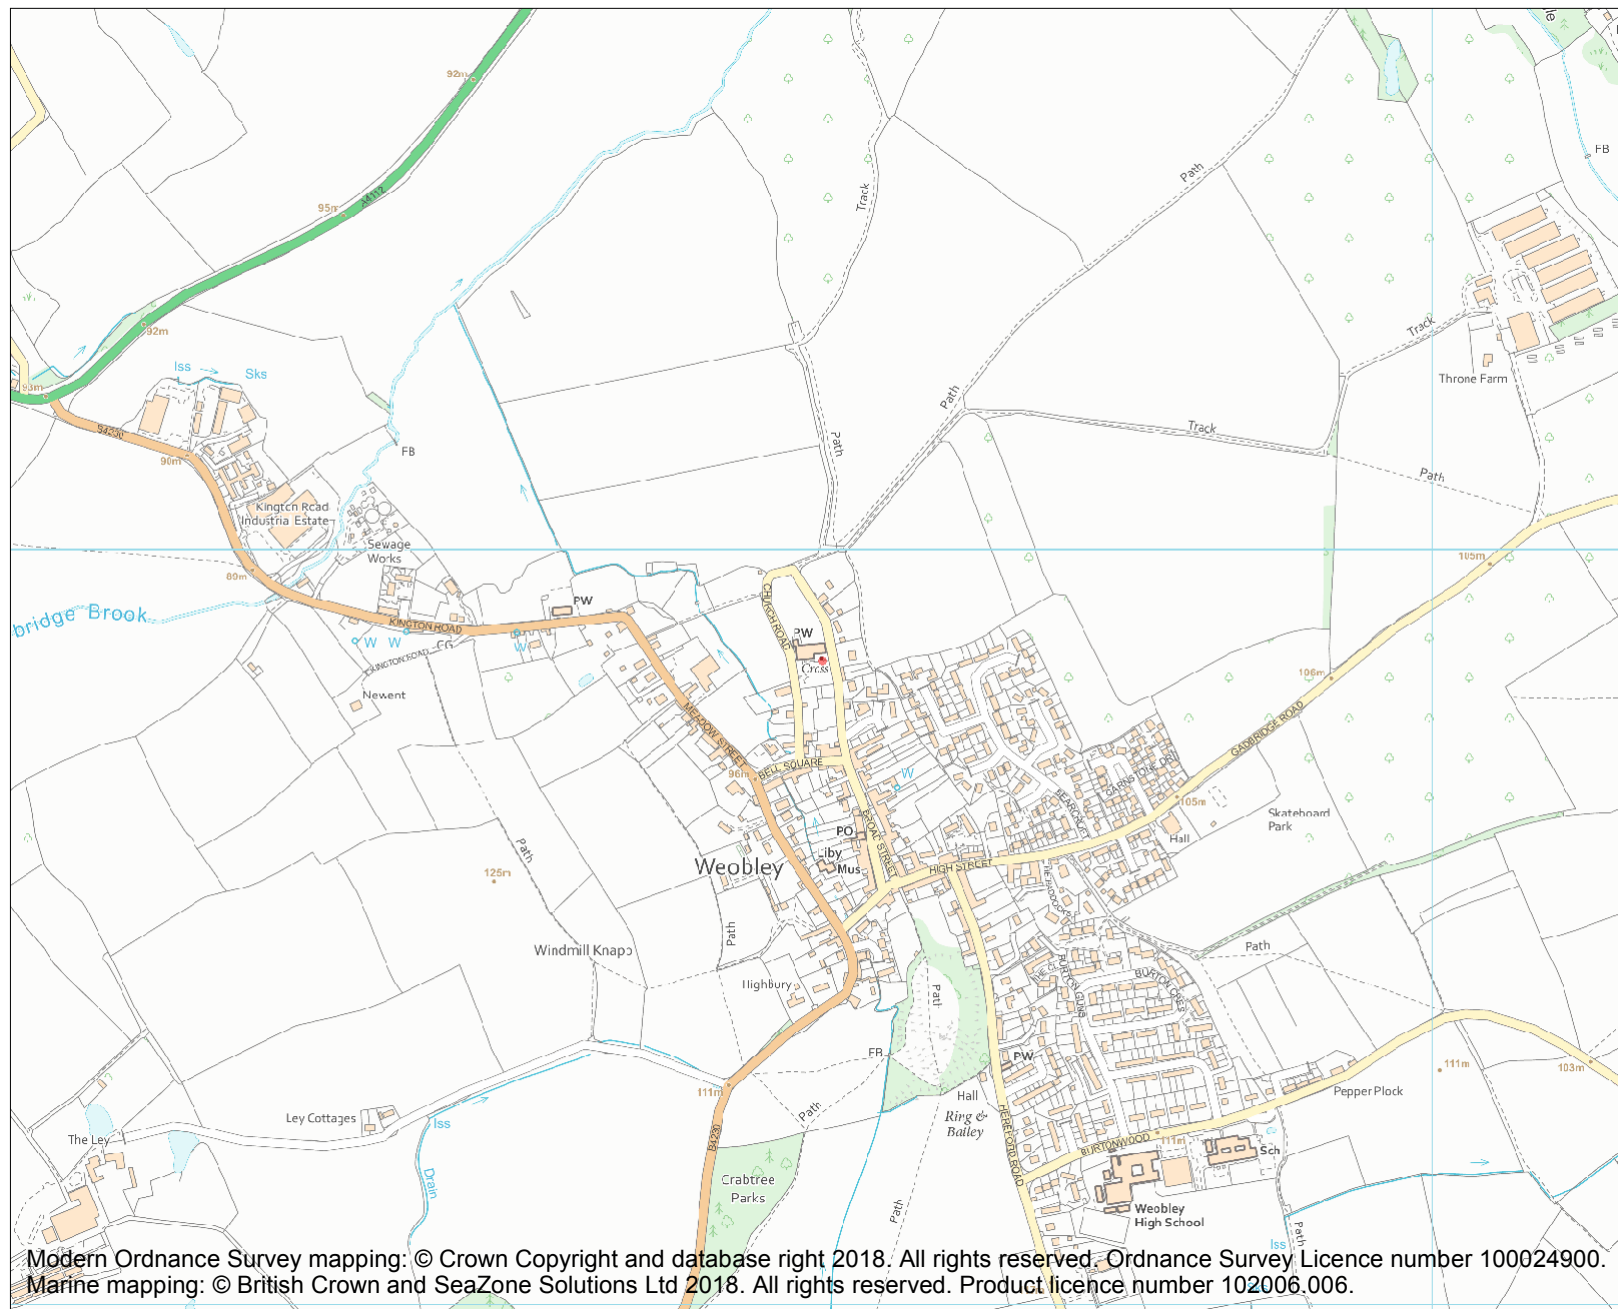 92m
A4112
95m
92m
93m
Iss
Sks
B4230
90m
FB
Kington Road
Industria Estate
Sewage
Works
89m
bridge Brook
KINGTON ROAD
W
W
W
PW
Newent
Track
Path
Path
Path
Track
Track
Path
FB
Throne Farm
105m
106m
GADBRIDGE ROAD
CHURCH ROAD
PW
Cross
MEADOW STREET
96m
BELL SQUARE
W
BROAD STREET
PO
Liby
Mus
Weobley
HIGH STREET
105m
Hall
Skateboard
Park
Path
125m
Windmill Knapp
Path
Highbury
Path
FB
Path
BURTON CRES
PW
Hall
Ring &
Bailey
HEREFORD ROAD
Pepper Plock
111m
103m
BURTONWOOD
111m
Sch
Weobley
High School
Path
Iss
111m
B4230
Path
Crabtree
Parks
Path
Ley Cottages
The Ley
Iss
Drain
Modern Ordnance Survey mapping: © Crown Copyright and database right 2018. All rights reserved. Ordnance Survey Licence number 100024900.
Marine mapping: © British Crown and SeaZone Solutions Ltd 2018. All rights reserved. Product licence number 102006.006.